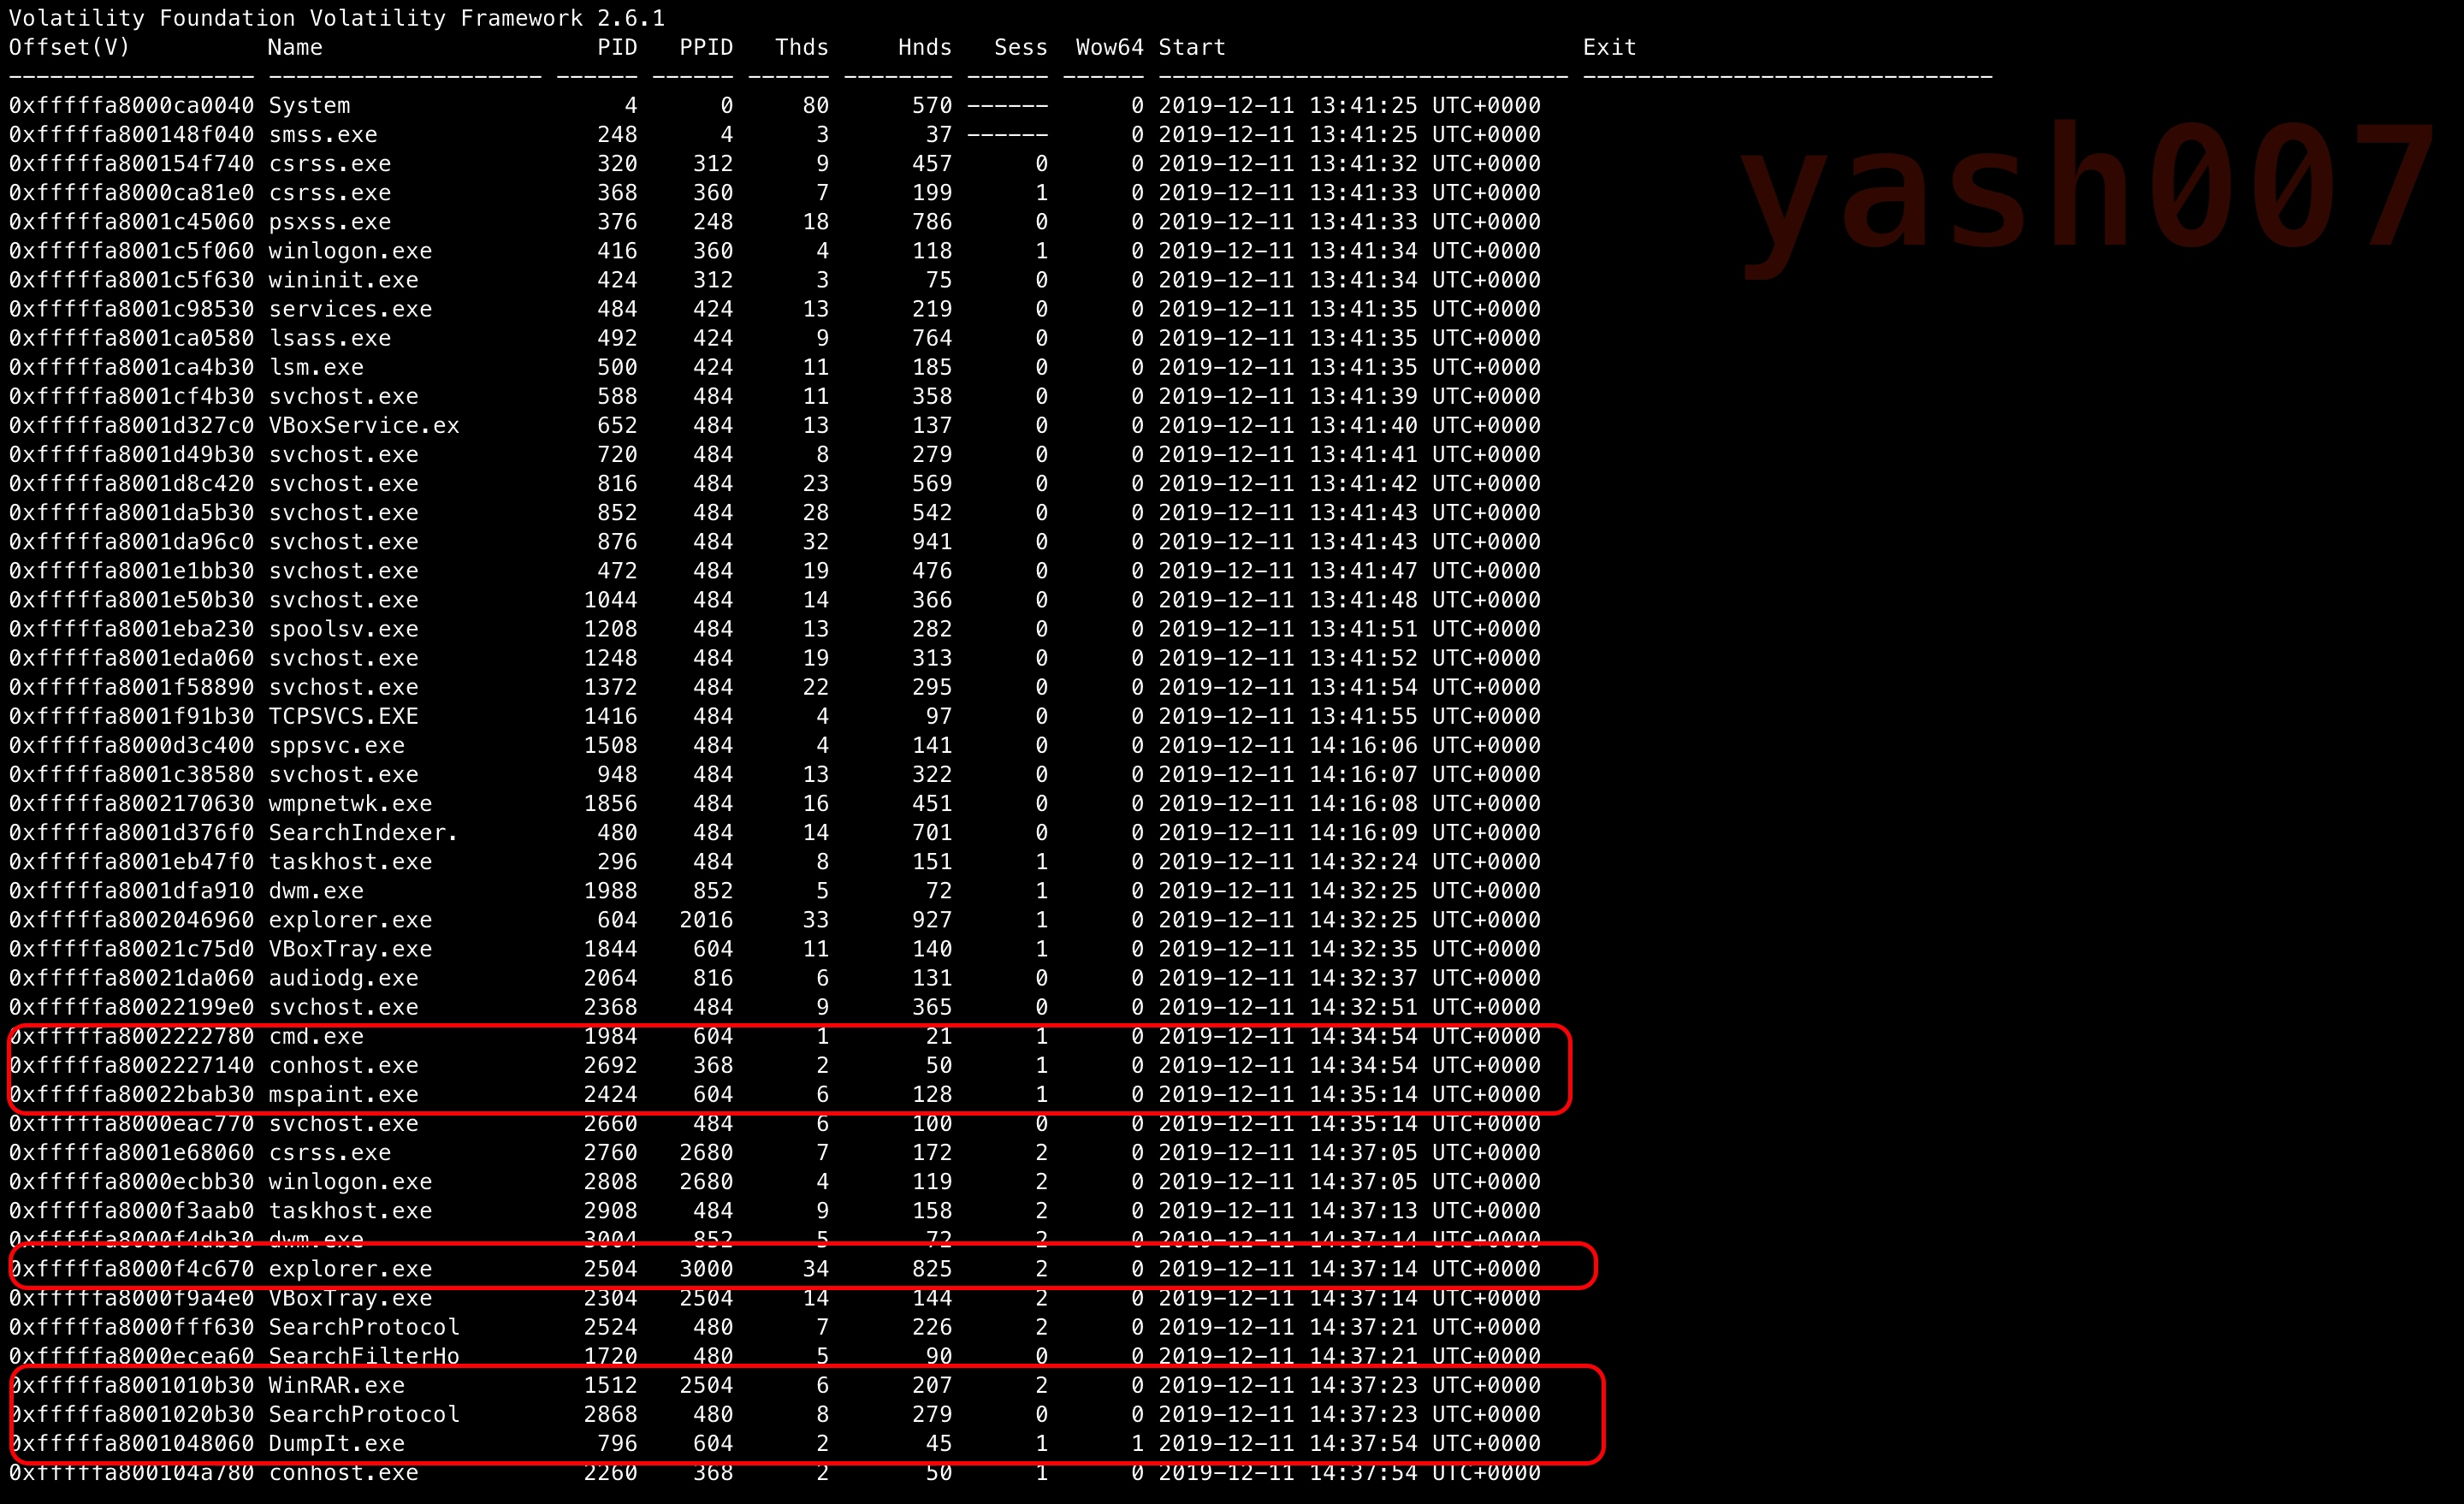 Volatility Foundation Volatility Framework 2.6.1
Offset(V) Name PID PPID Thds Hnds Sess Wow64 Start Exit
------------------ -------------------- ------ ------ ------ -------- ------ ------ ------------------------------ ------------------------------
0xfffffa8000ca0040 System 4 0 80 570 ------ 0 2019-12-11 13:41:25 UTC+0000
0xfffffa800148f040 smss.exe 248 4 3 37 ------ 0 2019-12-11 13:41:25 UTC+0000
0xfffffa800154f740 csrss.exe 320 312 9 457 0 0 2019-12-11 13:41:32 UTC+0000
0xfffffa8000ca81e0 csrss.exe 368 360 7 199 1 0 2019-12-11 13:41:33 UTC+0000
0xfffffa8001c45060 psxss.exe 376 248 18 786 0 0 2019-12-11 13:41:33 UTC+0000
yash007
0xfffffa8001c5f060 winlogon.exe 416 360 4 118 1 0 2019-12-11 13:41:34 UTC+0000
0xfffffa8001c5f630 wininit.exe 424 312 3 75 0 0 2019-12-11 13:41:34 UTC+0000
0xfffffa8001c98530 services.exe 484 424 13 219 0 0 2019-12-11 13:41:35 UTC+0000
0xfffffa8001ca0580 lsass.exe 492 424 9 764 0 0 2019-12-11 13:41:35 UTC+0000
0xfffffa8001ca4b30 lsm.exe 500 424 11 185 0 0 2019-12-11 13:41:35 UTC+0000
0xfffffa8001cf4b30 svchost.exe 588 484 11 358 0 0 2019-12-11 13:41:39 UTC+0000
0xfffffa8001d327c0 VBoxService.ex 652 484 13 137 0 0 2019-12-11 13:41:40 UTC+0000
0xfffffa8001d49b30 svchost.exe 720 484 8 279 0 0 2019-12-11 13:41:41 UTC+0000
0xfffffa8001d8c420 svchost.exe 816 484 23 569 0 0 2019-12-11 13:41:42 UTC+0000
0xfffffa8001da5b30 svchost.exe 852 484 28 542 0 0 2019-12-11 13:41:43 UTC+0000
0xfffffa8001da96c0 svchost.exe 876 484 32 941 0 0 2019-12-11 13:41:43 UTC+0000
0xfffffa8001e1bb30 svchost.exe 472 484 19 476 0 0 2019-12-11 13:41:47 UTC+0000
0xfffffa8001e50b30 svchost.exe 1044 484 14 366 0 0 2019-12-11 13:41:48 UTC+0000
0xfffffa8001eba230 spoolsv.exe 1208 484 13 282 0 0 2019-12-11 13:41:51 UTC+0000
0xfffffa8001eda060 svchost.exe 1248 484 19 313 0 0 2019-12-11 13:41:52 UTC+0000
0xfffffa8001f58890 svchost.exe 1372 484 22 295 0 0 2019-12-11 13:41:54 UTC+0000
0xfffffa8001f91b30 TCPSVCS.EXE 1416 484 4 97 0 0 2019-12-11 13:41:55 UTC+0000
0xfffffa8000d3c400 sppsvc.exe 1508 484 4 141 0 0 2019-12-11 14:16:06 UTC+0000
0xfffffa8001c38580 svchost.exe 948 484 13 322 0 0 2019-12-11 14:16:07 UTC+0000
0xfffffa8002170630 wmpnetwk.exe 1856 484 16 451 0 0 2019-12-11 14:16:08 UTC+0000
0xfffffa8001d376f0 SearchIndexer. 480 484 14 701 0 0 2019-12-11 14:16:09 UTC+0000
0xfffffa8001eb47f0 taskhost.exe 296 484 8 151 1 0 2019-12-11 14:32:24 UTC+0000
0xfffffa8001dfa910 dwm.exe 1988 852 5 72 1 0 2019-12-11 14:32:25 UTC+0000
0xfffffa8002046960 explorer.exe 604 2016 33 927 1 0 2019-12-11 14:32:25 UTC+0000
0xfffffa80021c75d0 VBoxTray.exe 1844 604 11 140 1 0 2019-12-11 14:32:35 UTC+0000
0xfffffa80021da060 audiodg.exe 2064 816 6 131 0 0 2019-12-11 14:32:37 UTC+0000
0xfffffa80022199e0 svchost.exe 2368 484 9 365 0 0 2019-12-11 14:32:51 UTC+0000
0xfffffa8002222780 cmd.exe 1984 604 1 21 1 0 2019-12-11 14:34:54 UTC+0000
0xfffffa8002227140 conhost.exe 2692 368 2 50 1 0 2019-12-11 14:34:54 UTC+0000
0xfffffa80022bab30 mspaint.exe 2424 604 6 128 1 0 2019-12-11 14:35:14 UTC+0000
0xfffffa8000eac770 svchost.exe 2660 484 6 100 0 0 2019-12-11 14:35:14 UTC+0000
0xfffffa8001e68060 csrss.exe 2760 2680 7 172 2 0 2019-12-11 14:37:05 UTC+0000
0xfffffa8000ecbb30 winlogon.exe 2808 2680 4 119 2 0 2019-12-11 14:37:05 UTC+0000
0xfffffa8000f3aab0 taskhost.exe 2908 484 9 158 2 0 2019-12-11 14:37:13 UTC+0000
0xfffffa8000f4db30 dwm.exe 3004 852 5 72 2 0 2019-12-11 14:37:14 UTC+0000
0xfffffa8000f4c670 explorer.exe 2504 3000 34 825 2 0 2019-12-11 14:37:14 UTC+0000
0xfffffa8000f9a4e0 VBoxTray.exe 2304 2504 14 144 2 0 2019-12-11 14:37:14 UTC+0000
0xfffffa8000fff630 SearchProtocol 2524 480 7 226 2 0 2019-12-11 14:37:21 UTC+0000
0xfffffa8000ecea60 SearchFilterHo 1720 480 5 90 0 0 2019-12-11 14:37:21 UTC+0000
0xfffffa8001010b30 WinRAR.exe 1512 2504 6 207 2 0 2019-12-11 14:37:23 UTC+0000
0xfffffa8001020b30 SearchProtocol 2868 480 8 279 0 0 2019-12-11 14:37:23 UTC+0000
0xfffffa8001048060 DumpIt.exe 796 604 2 45 1 1 2019-12-11 14:37:54 UTC+0000
0xfffffa800104a780 conhost.exe 2260 368 2 50 1 0 2019-12-11 14:37:54 UTC+0000